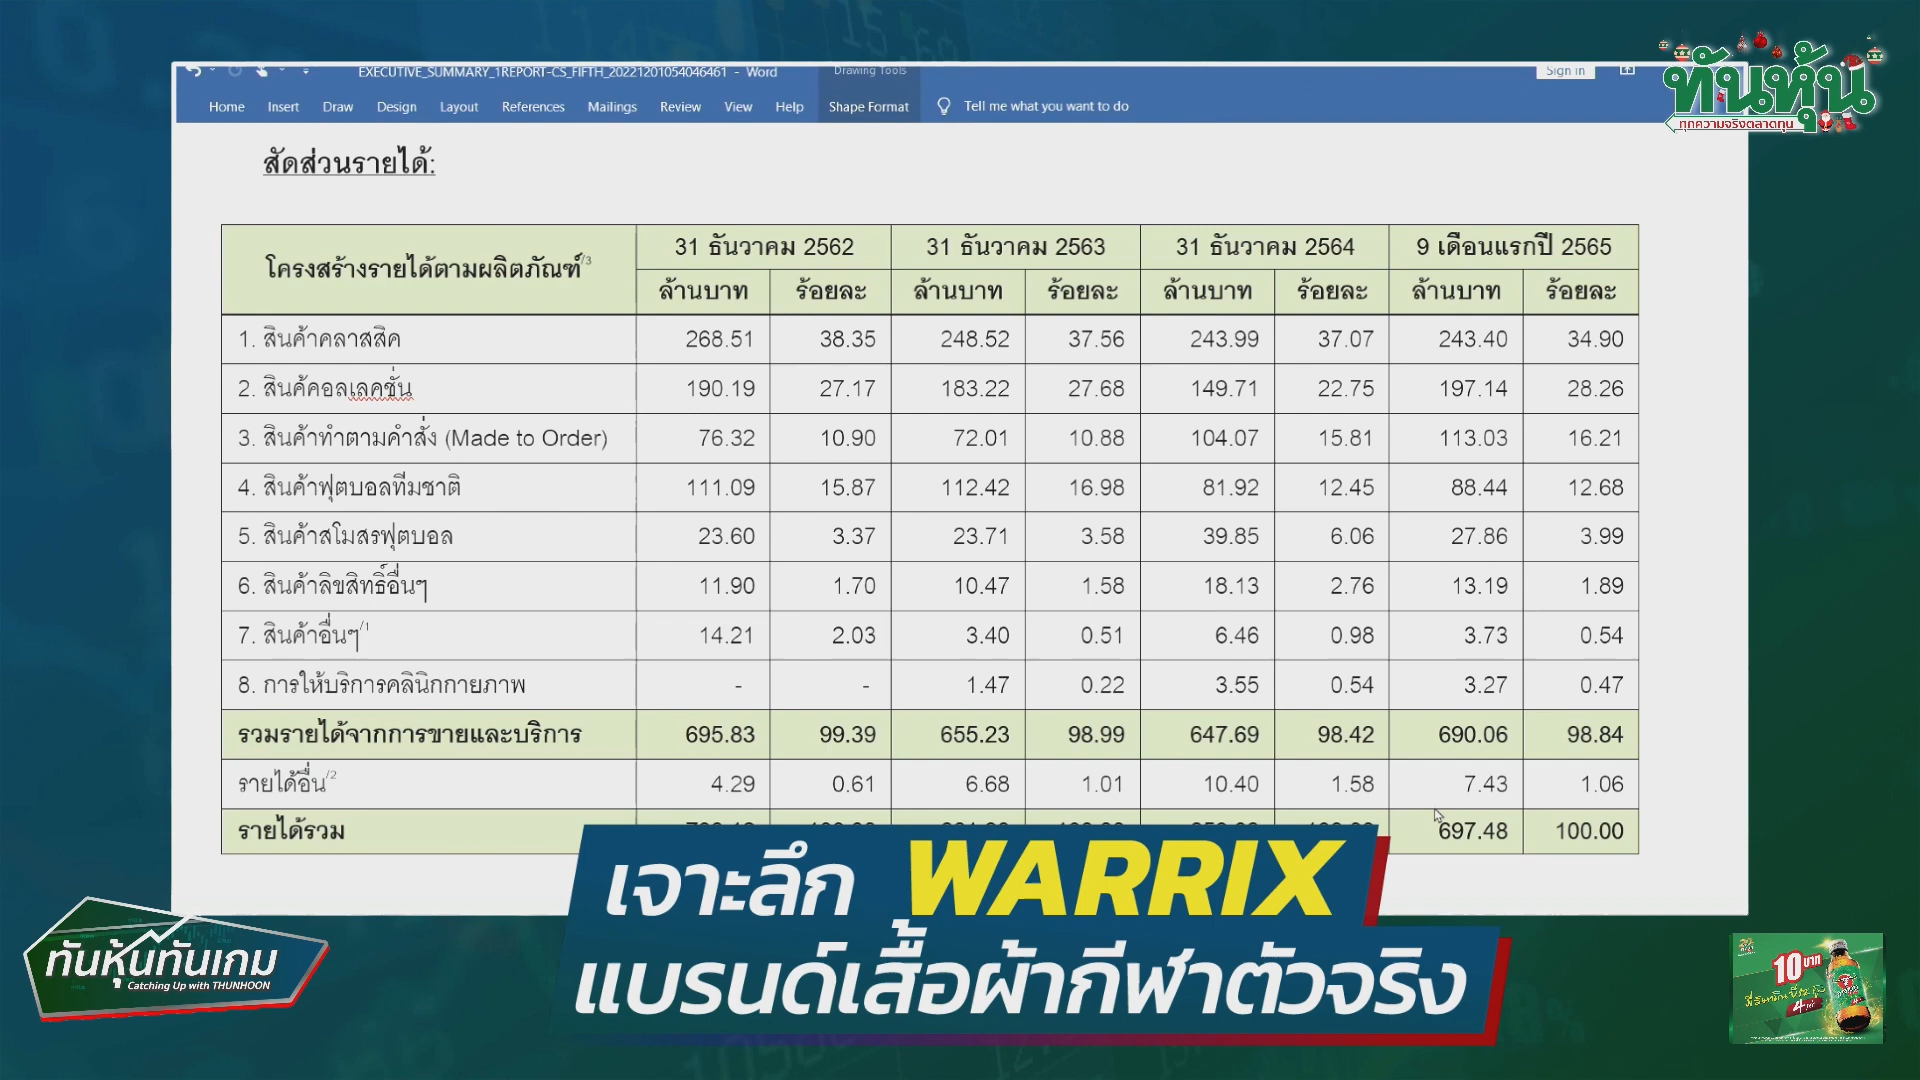 EXECUTIVE_SUMMARY_1REPORT-CS_FIFTH_20221201054046461 - Word
Drawing Tools
Sign in
Home Insert Draw Design Layout References Mailings Review View Help Shape Format Tell me what you want to do
ทันหุ้น
ทุกความจริงตลาดทุน
สัดส่วนรายได้:
โครงสร้างรายได้ตามผลิตภัณฑ์/3 31 ธันวาคม 2562 31 ธันวาคม 2563 31 ธันวาคม 2564 9 เดือนแรกปี 2565
ล้านบาท ร้อยละ ล้านบาท ร้อยละ ล้านบาท ร้อยละ ล้านบาท ร้อยละ
1. สินค้าคลาสสิค 268.51 38.35 248.52 37.56 243.99 37.07 243.40 34.90
2. สินค้คอลเลคชั่น 190.19 27.17 183.22 27.68 149.71 22.75 197.14 28.26
3. สินค้าทำตามคำสั่ง (Made to Order) 76.32 10.90 72.01 10.88 104.07 15.81 113.03 16.21
4. สินค้าฟุตบอลทีมชาติ 111.09 15.87 112.42 16.98 81.92 12.45 88.44 12.68
5. สินค้าสโมสรฟุตบอล 23.60 3.37 23.71 3.58 39.85 6.06 27.86 3.99
6. สินค้าลิขสิทธิ์อื่นๆ 11.90 1.70 10.47 1.58 18.13 2.76 13.19 1.89
7. สินค้าอื่นๆ/1 14.21 2.03 3.40 0.51 6.46 0.98 3.73 0.54
8. การให้บริการคลินิกกายภาพ - - 1.47 0.22 3.55 0.54 3.27 0.47
รวมรายได้จากการขายและบริการ 695.83 99.39 655.23 98.99 647.69 98.42 690.06 98.84
รายได้อื่น/2 4.29 0.61 6.68 1.01 10.40 1.58 7.43 1.06
รายได้รวม 697.48 100.00
เจาะลึก WARRIX
แบรนด์เสื้อผ้ากีฬาตัวจริง
ทันหุ้นทันเกม
Catching Up with THUNHOON
10 บาท